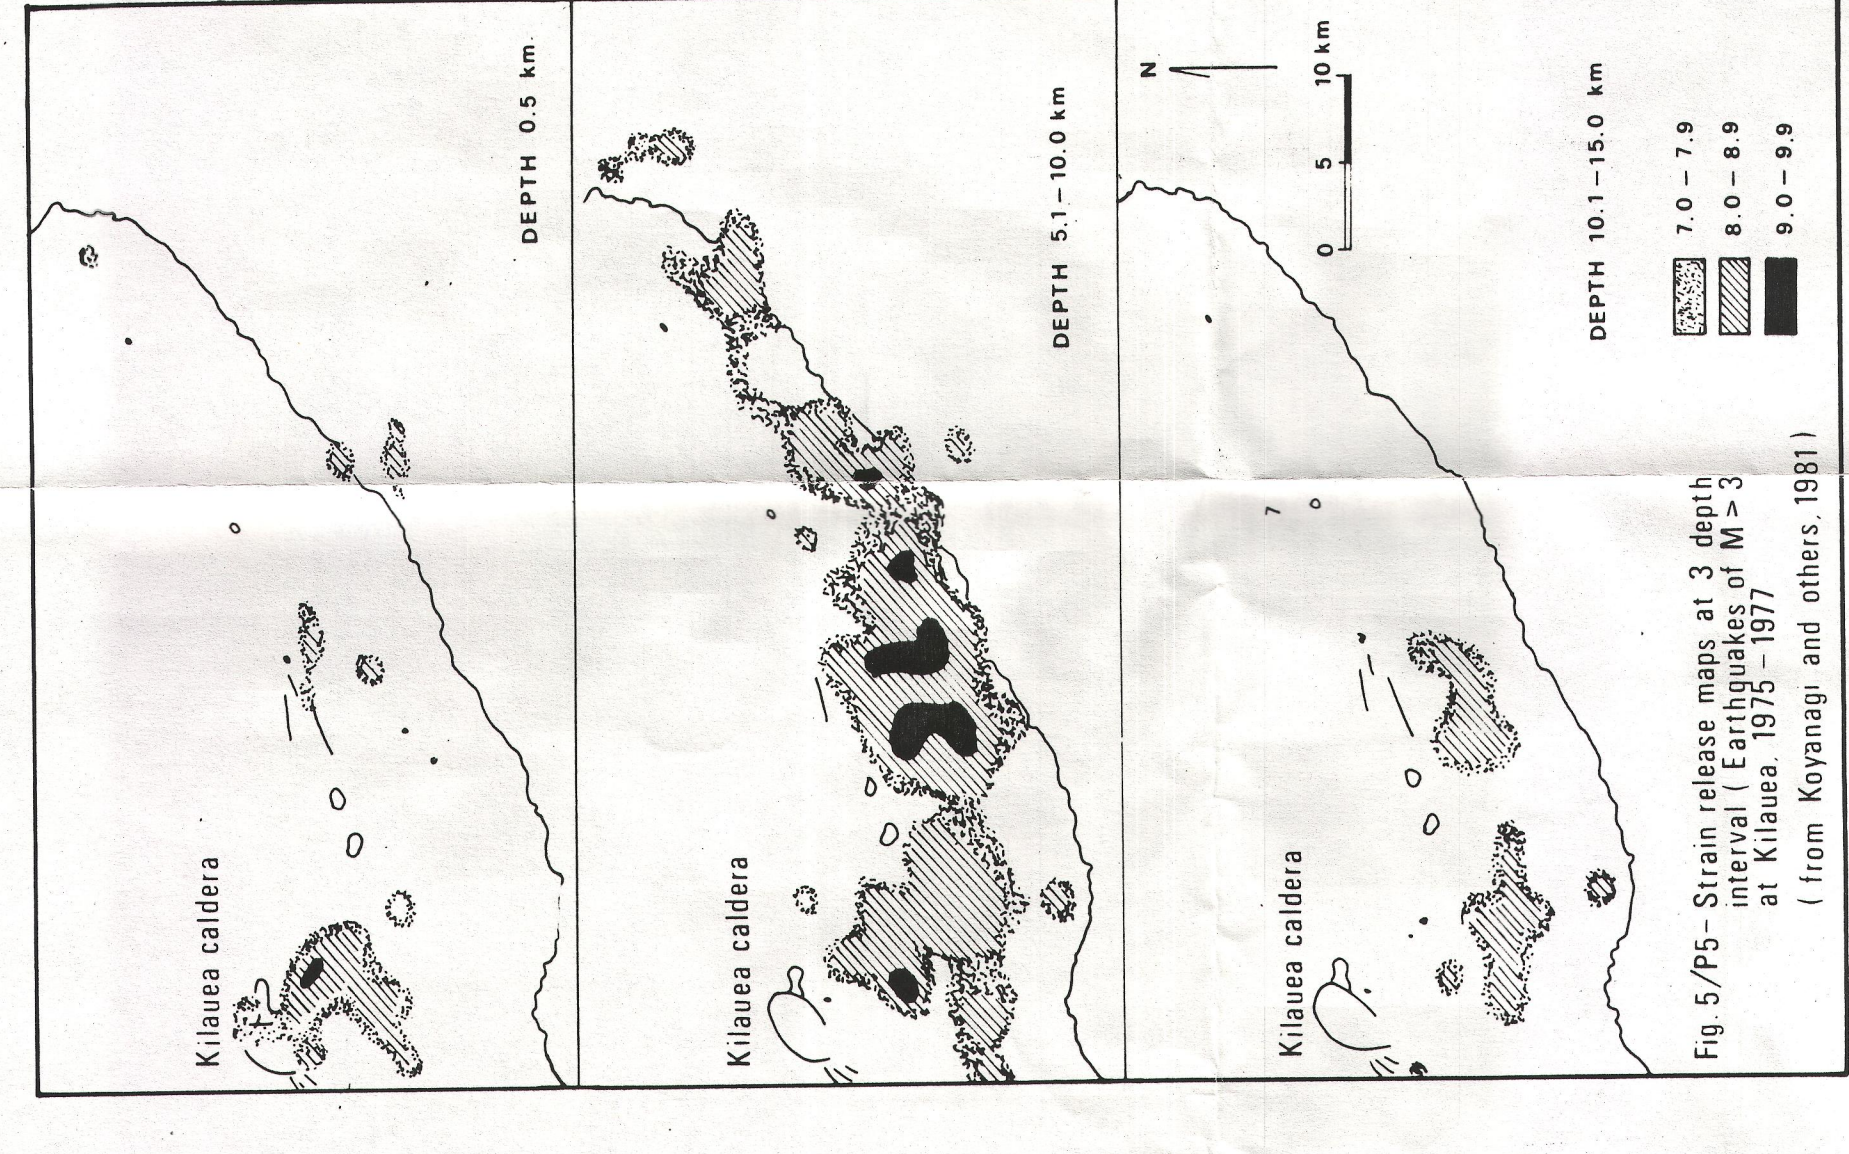 Kilauea caldera
DEPTH 0.5 km
Kilauea caldera
DEPTH 5.1 – 10.0 km
N
0 5 10 km
Kilauea caldera
DEPTH 10.1 – 15.0 km
7.0 – 7.9
8.0 – 8.9
9.0 – 9.9
Fig. 5/P5– Strain release maps at 3 depth
interval ( Earthquakes of M > 3
at Kilauea, 1975 – 1977
( from Koyanagi and others, 1981 )